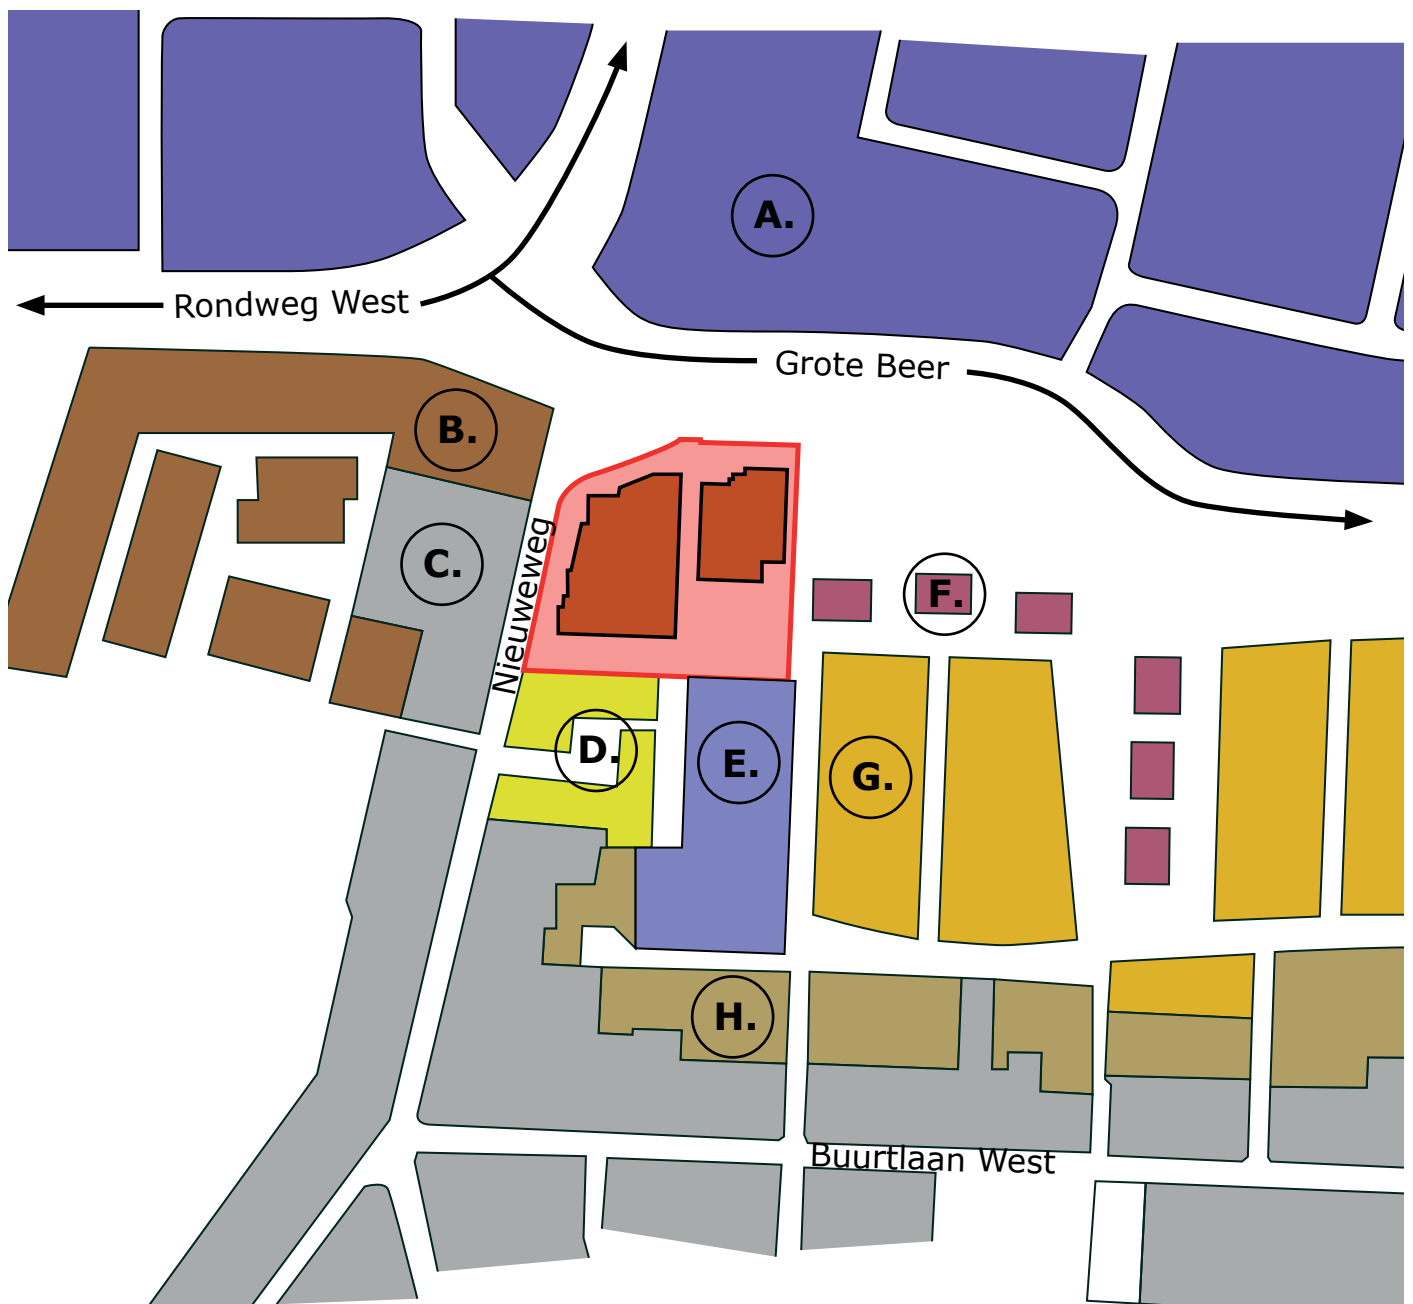 A.
Rondweg West
Grote Beer
B.
C.
Nieuweweg
F.
D.
E.
G.
H.
Buurtlaan West